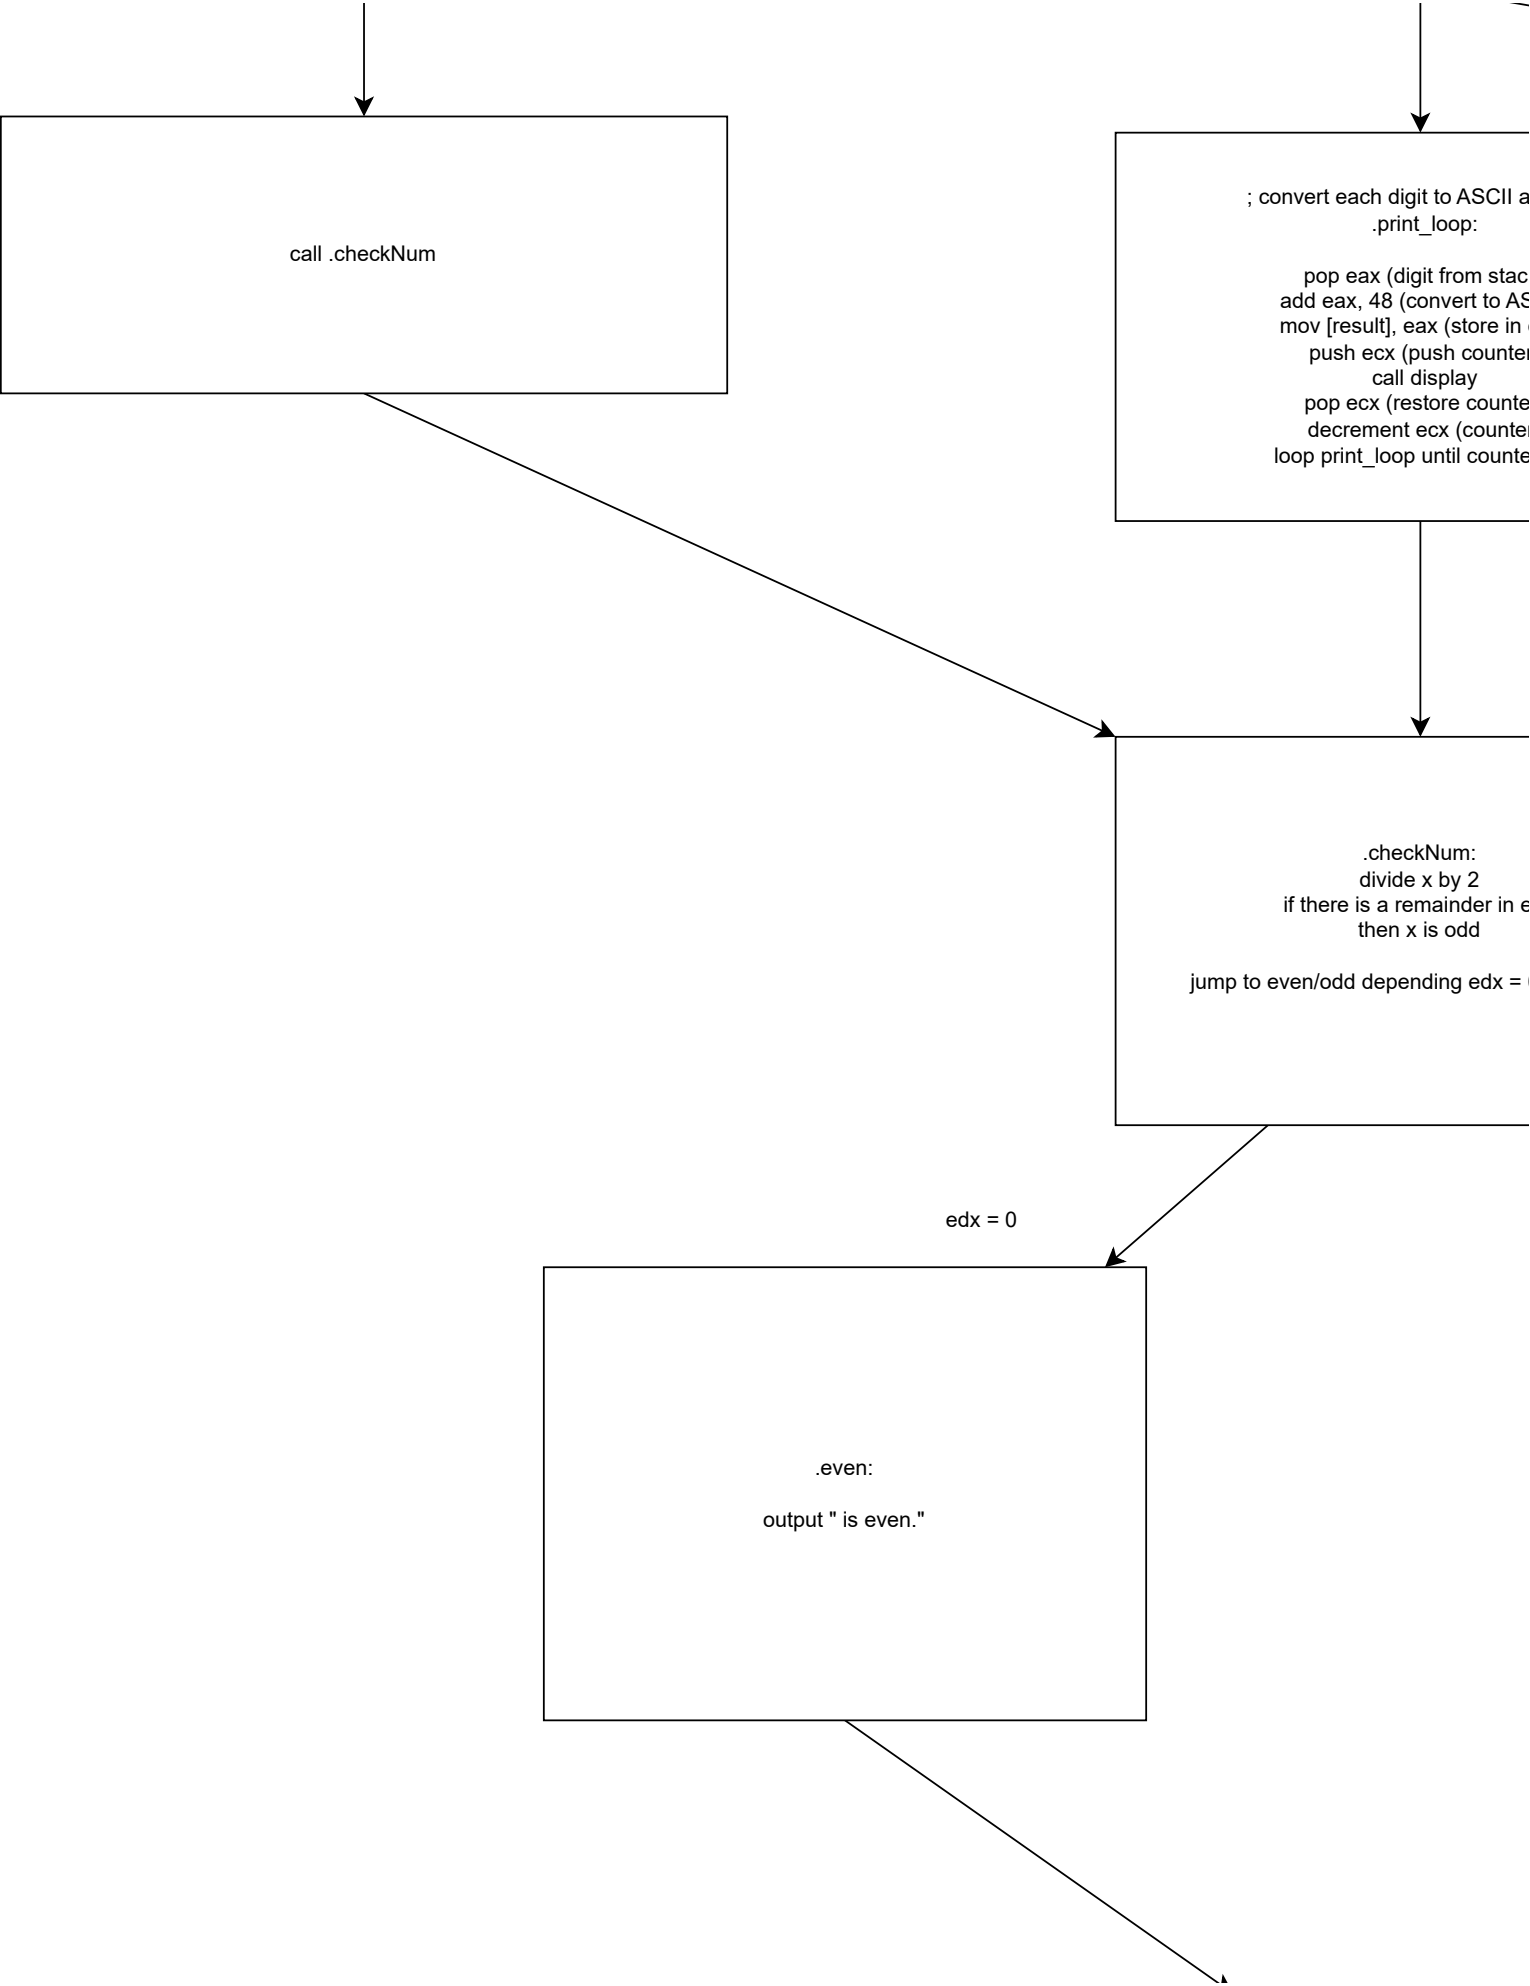 call .checkNum
; convert each digit to ASCII a
.print_loop:
pop eax (digit from stac
add eax, 48 (convert to AS
mov [result], eax (store in
push ecx (push counter
call display
pop ecx (restore counte
decrement ecx (counter
loop print_loop until counte
.checkNum:
divide x by 2
if there is a remainder in e
then x is odd
jump to even/odd depending edx =
edx = 0
.even:
output " is even."